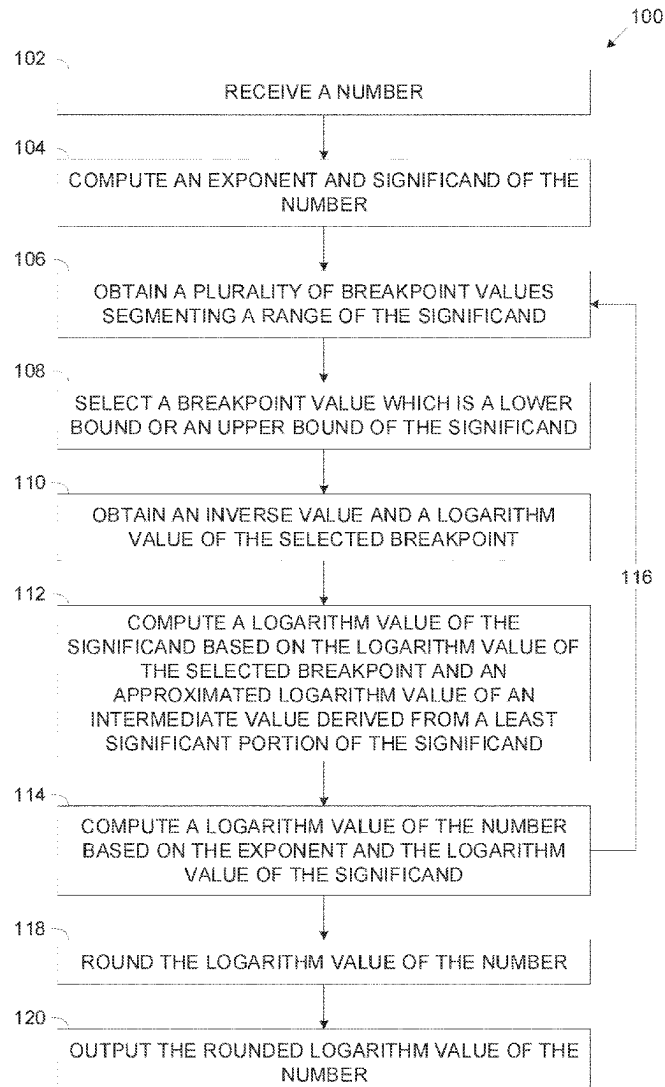 100
102
RECEIVE A NUMBER
104
COMPUTE AN EXPONENT AND SIGNIFICAND OF THE
NUMBER
106
OBTAIN A PLURALITY OF BREAKPOINT VALUES
SEGMENTING A RANGE OF THE SIGNIFICAND
108
SELECT A BREAKPOINT VALUE WHICH IS A LOWER
BOUND OR AN UPPER BOUND OF THE SIGNIFICAND
110
OBTAIN AN INVERSE VALUE AND A LOGARITHM
VALUE OF THE SELECTED BREAKPOINT
116
112
COMPUTE A LOGARITHM VALUE OF THE
SIGNIFICAND BASED ON THE LOGARITHM VALUE OF
THE SELECTED BREAKPOINT AND AN
APPROXIMATED LOGARITHM VALUE OF AN
INTERMEDIATE VALUE DERIVED FROM A LEAST
SIGNIFICANT PORTION OF THE SIGNIFICAND
114
COMPUTE A LOGARITHM VALUE OF THE NUMBER
BASED ON THE EXPONENT AND THE LOGARITHM
VALUE OF THE SIGNIFICAND
118
ROUND THE LOGARITHM VALUE OF THE NUMBER
120
OUTPUT THE ROUNDED LOGARITHM VALUE OF THE
NUMBER